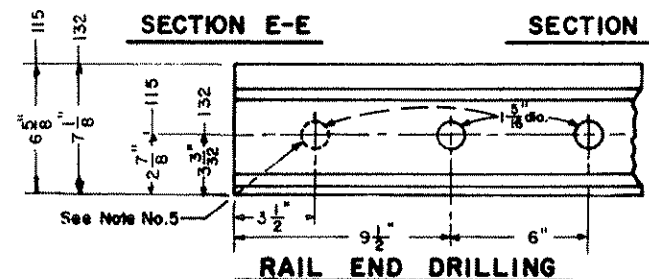 SECTION E-E
SECTION
115
132
6 5/8"
7 1/8"
115
132
2 7/8"
3 3/32"
1 5/16" dia.
See Note No.5
3 1/2"
9 1/2"
6"
RAIL END DRILLING